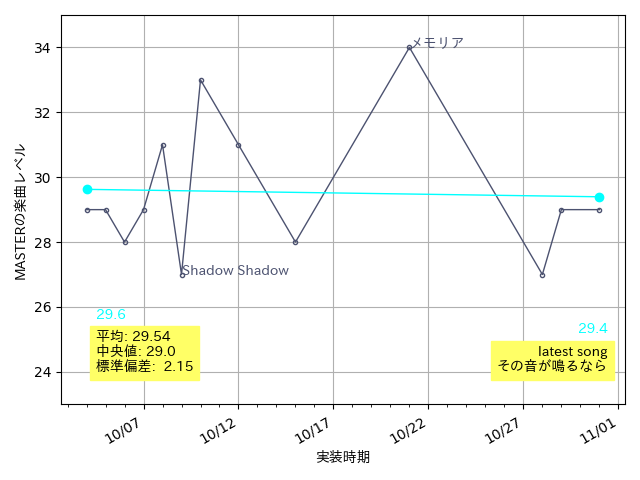 34
32
30
28
26
24
MASTERの楽曲レベル
メモリア
Shadow Shadow
29.6
平均: 29.54
中央値: 29.0
標準偏差: 2.15
29.4
latest song
その音が鳴るなら
10/07
10/12
10/17
10/22
10/27
11/01
実装時期